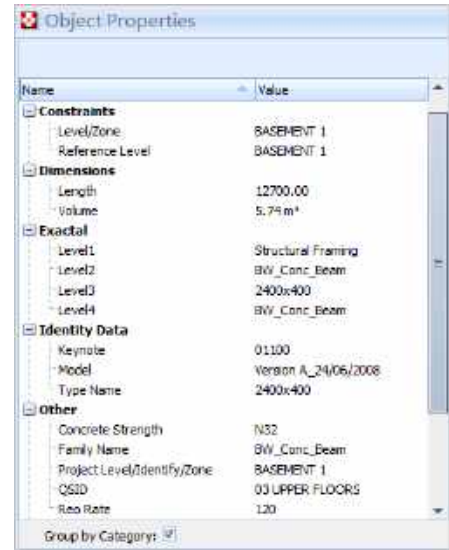 Object Properties
Name Value
Constraints
Level/Zone BASEMENT 1
Reference Level BASEMENT 1
Dimensions
Length 12700.00
Volume 5.74 m³
Exactal
Level1 Structural Framing
Level2 BW_Conc_Beam
Level3 2400x400
Level4 BW_Conc_Beam
Identity Data
Keynote 01100
Model Version A_24/06/2008
Type Name 2400x400
Other
Concrete Strength N32
Family Name BW_Conc_Beam
Project Level/Identify/Zone BASEMENT 1
QSID 03 UPPER FLOORS
Reo Rate 120
Group by Category: